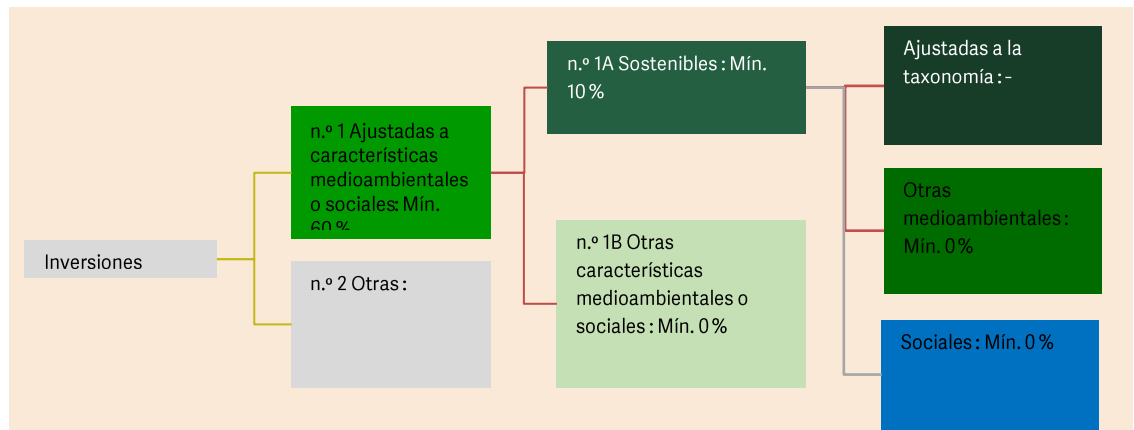 Inversiones
n.º 1 Ajustadas a
características
medioambientales
o sociales: Mín.
60 %
n.º 2 Otras :
n.º 1A Sostenibles : Mín.
10 %
n.º 1B Otras
características
medioambientales o
sociales : Mín. 0 %
Ajustadas a la
taxonomía : -
Otras
medioambientales :
Mín. 0 %
Sociales : Mín. 0 %